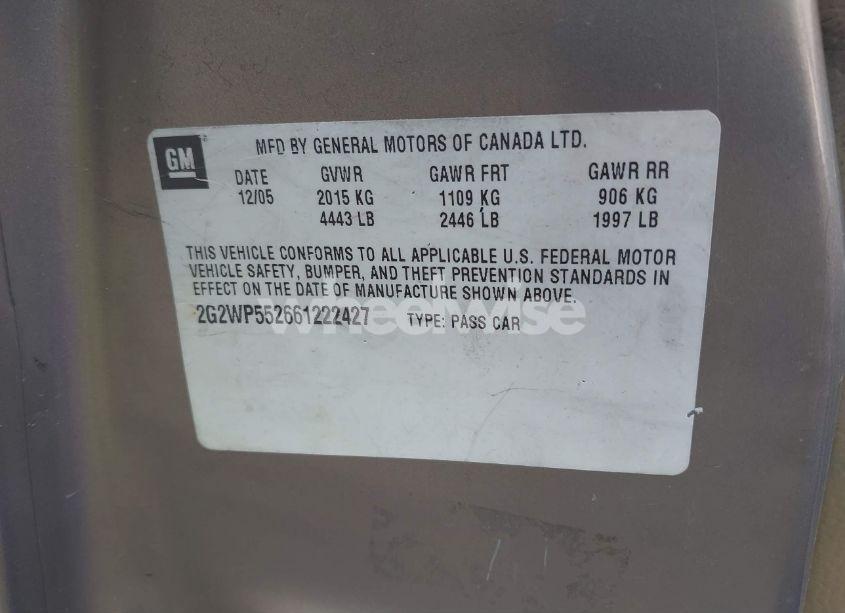 GM
MFD BY GENERAL MOTORS OF CANADA LTD.
DATE GVWR GAWR FRT GAWR RR
12/05 2015 KG 1109 KG 906 KG
4443 LB 2446 LB 1997 LB
THIS VEHICLE CONFORMS TO ALL APPLICABLE U.S. FEDERAL MOTOR
VEHICLE SAFETY, BUMPER, AND THEFT PREVENTION STANDARDS IN
EFFECT ON THE DATE OF MANUFACTURE SHOWN ABOVE.
wheelwise
2G2WP552661222427 TYPE: PASS CAR